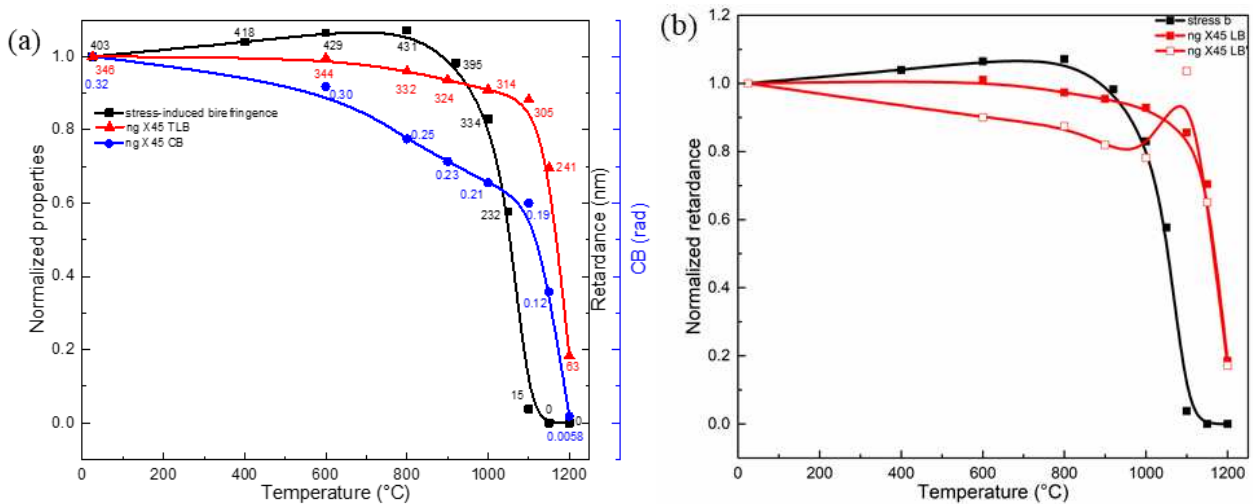 (a)
Normalized properties
1.0
0.8
0.6
0.4
0.2
0.0
0 200 400 600 800 1000 1200
Temperature (°C)
stress-induced bire fringence
ng X45 TLB
ng X 45 CB
403
418
429
431
395
334
232
15
0
0
346
344
332
324
314
305
241
63
0.32
0.30
0.25
0.23
0.21
0.19
0.12
0.0058
Retardance (nm)
CB (rad)
(b)
Normalized retardance
1.2
1.0
0.8
0.6
0.4
0.2
0.0
0 200 400 600 800 1000 1200
Temperature (°C)
stress b
ng X45 LB
ng X45 LB'